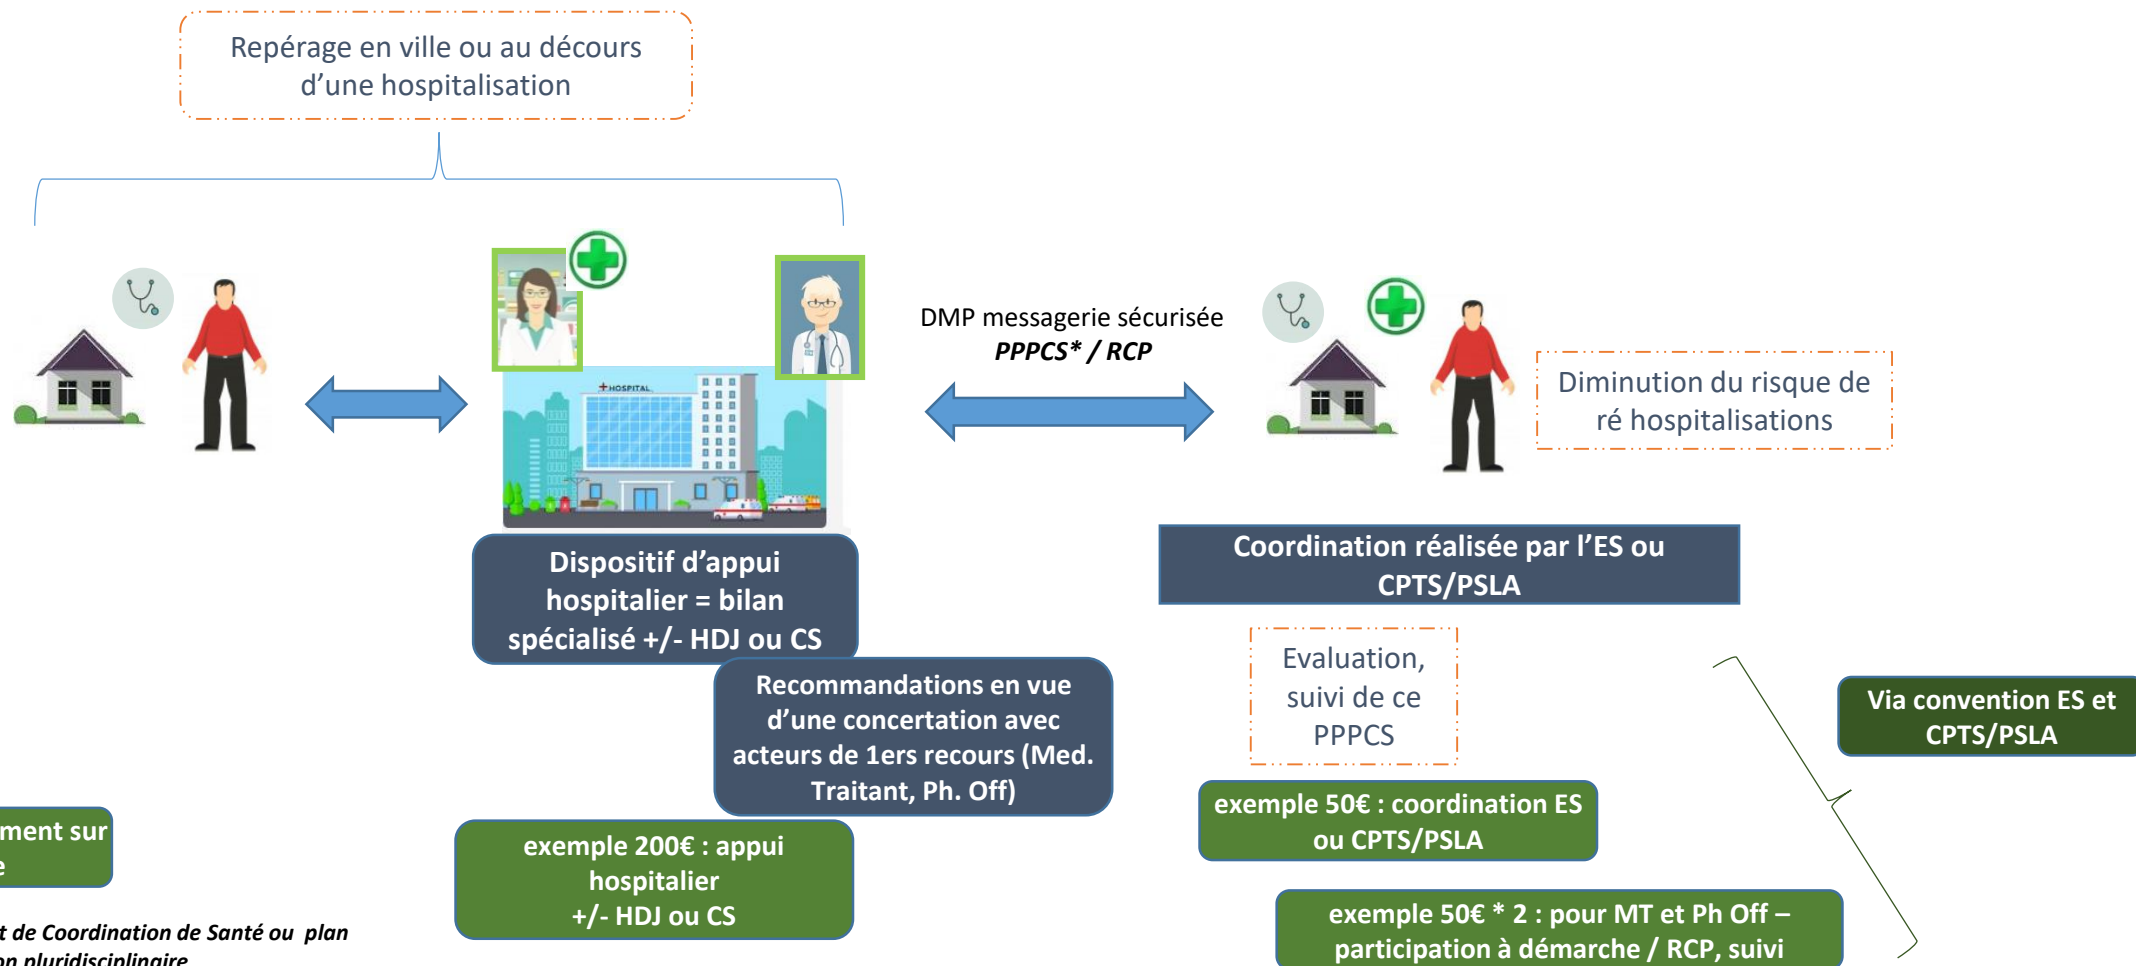 Repérage en ville ou au décours
d’une hospitalisation
DMP messagerie sécurisée
PPPCS* / RCP
HOSPITAL
Diminution du risque de
ré hospitalisations
Dispositif d’appui
hospitalier = bilan
spécialisé +/- HDJ ou CS
Recommandations en vue
d’une concertation avec
acteurs de 1ers recours (Med.
Traitant, Ph. Off)
exemple 200€ : appui
hospitalier
+/- HDJ ou CS
Coordination réalisée par l’ES ou
CPTS/PSLA
Evaluation,
suivi de ce
PPPCS
exemple 50€ : coordination ES
ou CPTS/PSLA
exemple 50€ * 2 : pour MT et Ph Off –
participation à démarche / RCP, suivi
Via convention ES et
CPTS/PSLA
ment sur
e
t de Coordination de Santé ou plan
on pluridisciplinaire